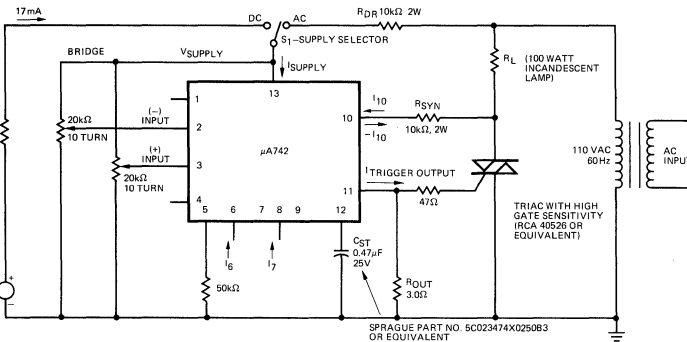 17mA
DC
AC
RDR 10kΩ 2W
S1–SUPPLY SELECTOR
BRIDGE
VSUPPLY
ISUPPLY
RL (100 WATT
INCANDESCENT
LAMP)
13
1
I10
RSYN
10
–I10
10kΩ, 2W
20kΩ
10 TURN
(–)
INPUT
2
(+)
INPUT
3
20kΩ
10 TURN
μA742
110 VAC
60 Hz
AC
INPUT
ITRIGGER OUTPUT
11
47Ω
4
5
6
7
8
9
12
TRIAC WITH HIGH
GATE SENSITIVITY
(RCA 40526 OR
EQUIVALENT)
I6
I7
CST
0.47μF
25V
50kΩ
ROUT
3.0Ω
+
–
SPRAGUE PART NO. 5C023474X0250B3
OR EQUIVALENT